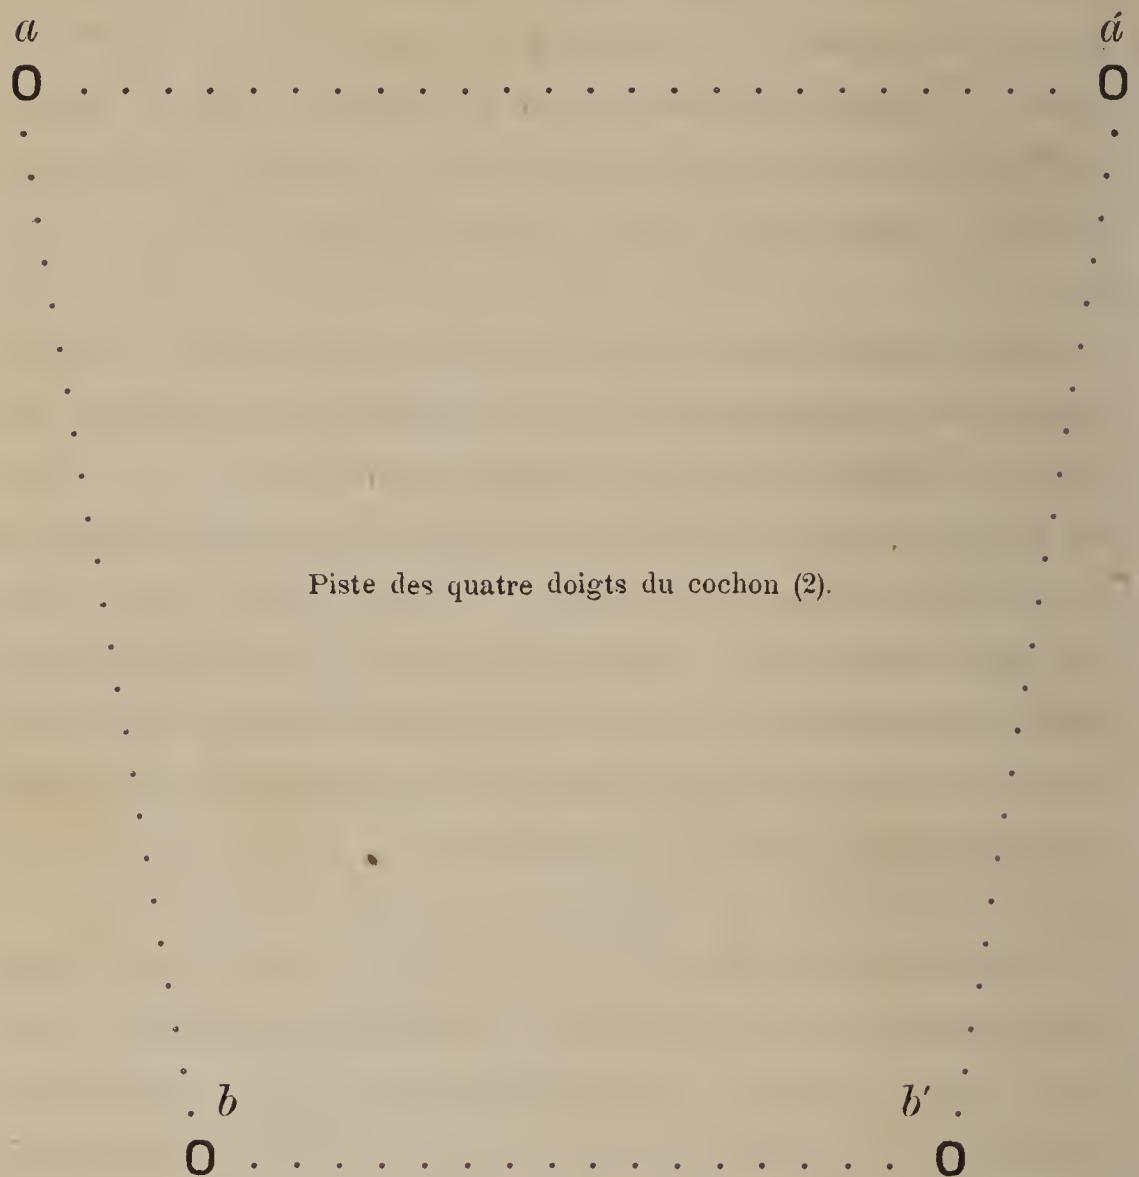 a á
O . . . . . . . . . . . . . . . . . . . . . . . . O
Piste des quatre doigts du cochon (2).
b b′
O . . . . . . . . . . . . . . . . O